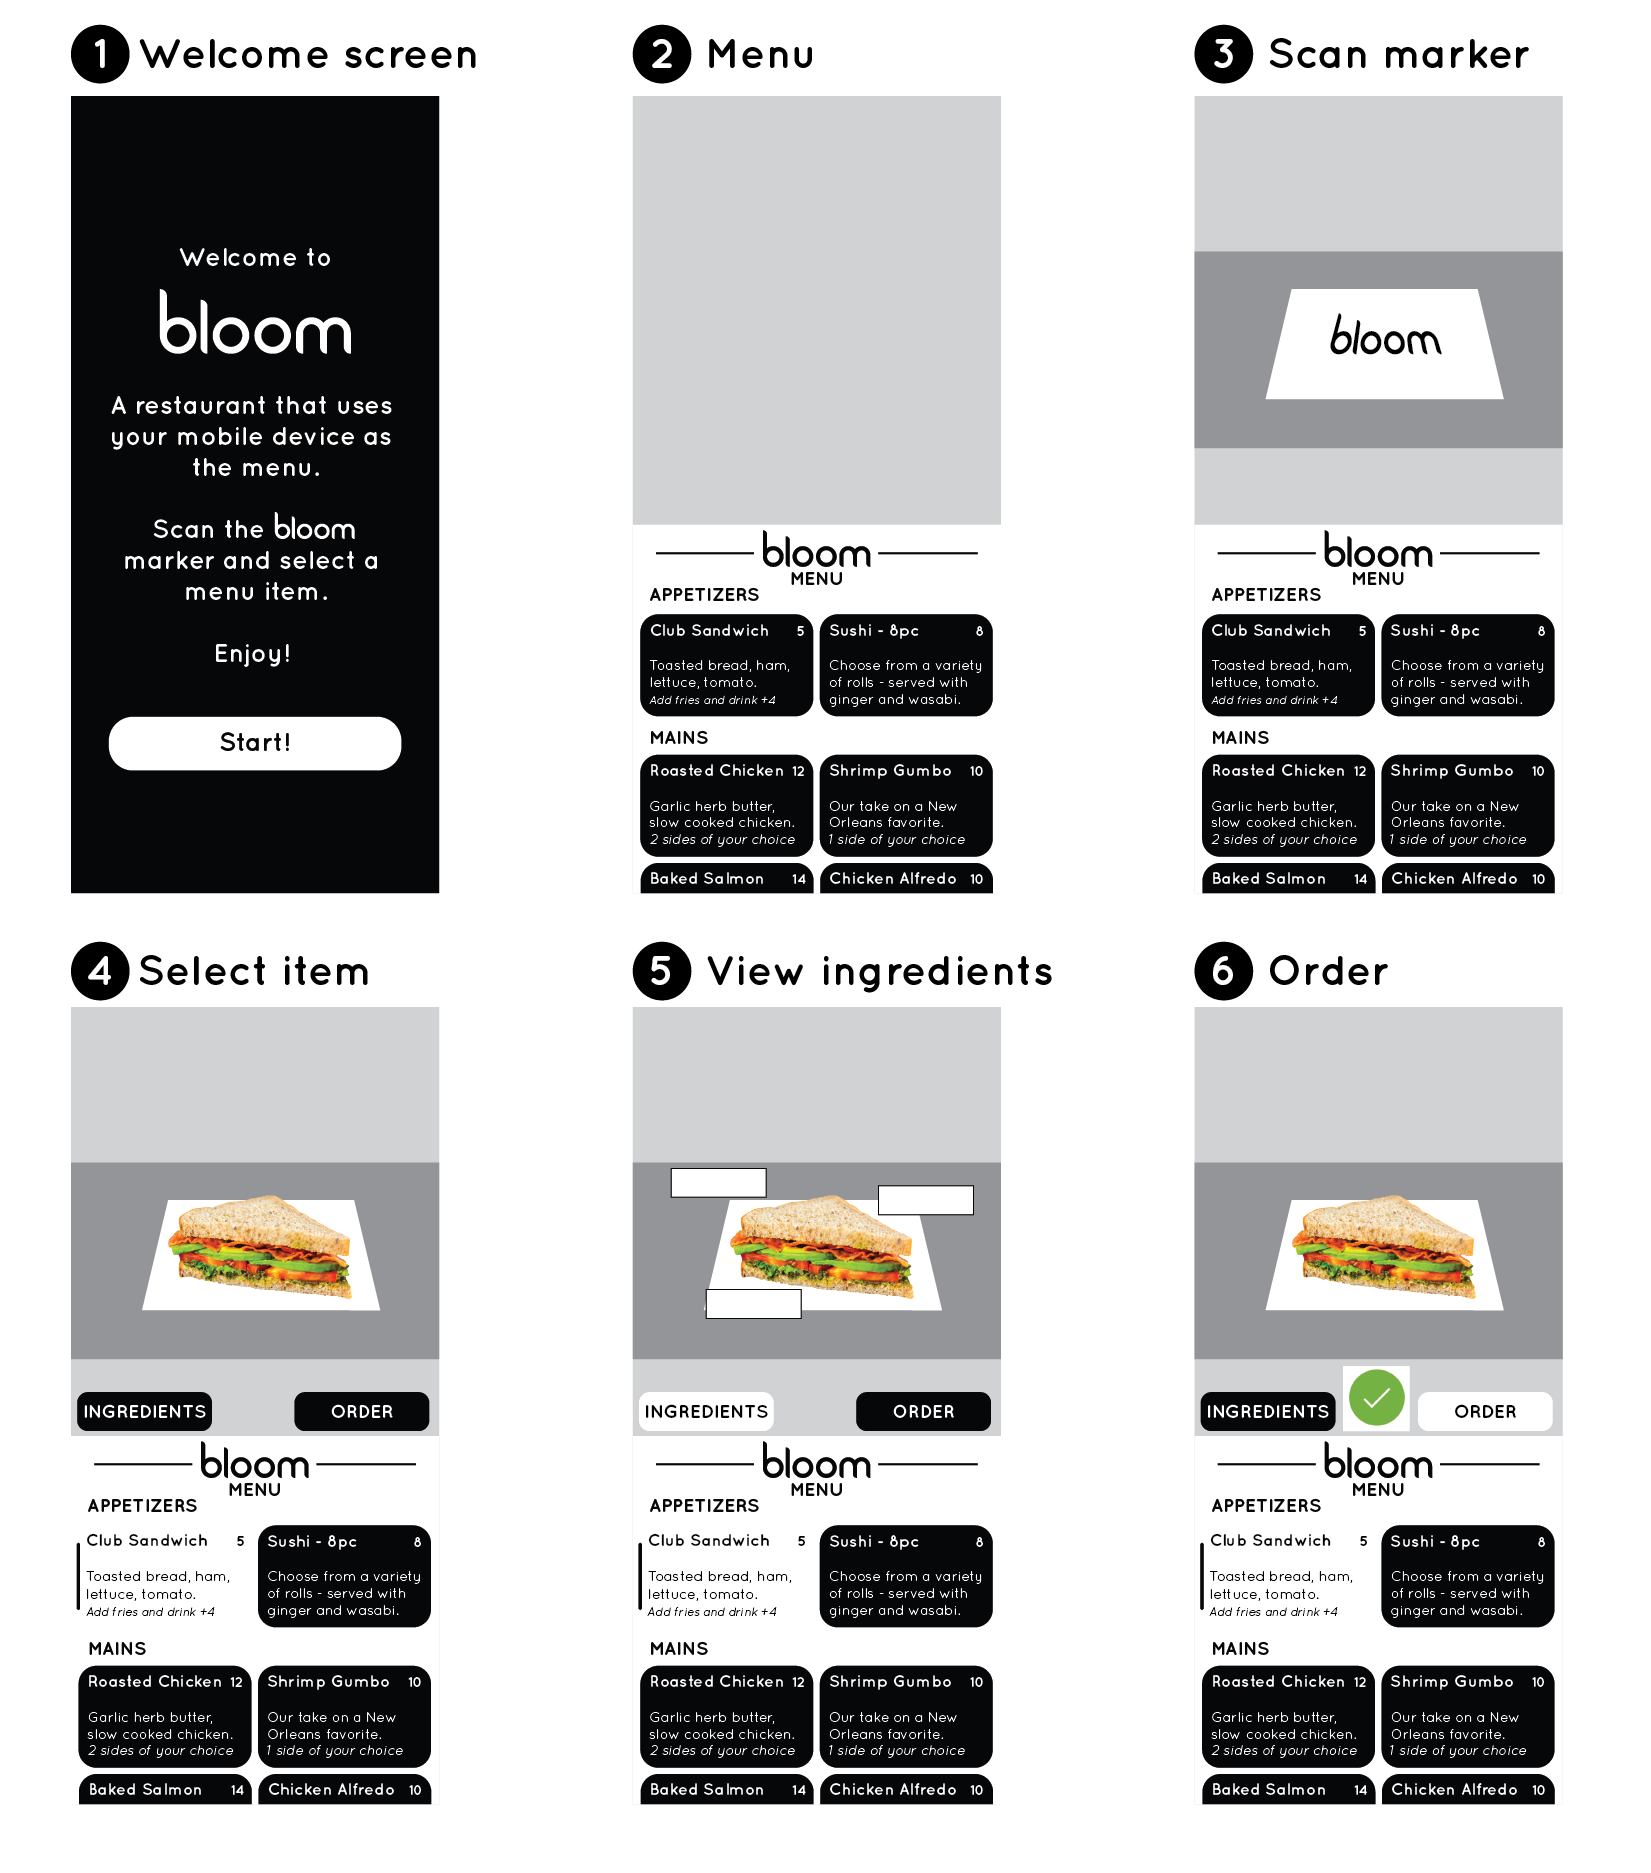 1 Welcome screen
Welcome to
bloom
A restaurant that uses
your mobile device as
the menu.
Scan the bloom
marker and select a
menu item.
Enjoy!
Start!
2 Menu
bloom
MENU
APPETIZERS
Club Sandwich 5
Toasted bread, ham,
lettuce, tomato.
Add fries and drink +4
Sushi - 8pc 8
Choose from a variety
of rolls - served with
ginger and wasabi.
MAINS
Roasted Chicken 12
Garlic herb butter,
slow cooked chicken.
2 sides of your choice
Shrimp Gumbo 10
Our take on a New
Orleans favorite.
1 side of your choice
Baked Salmon 14
Chicken Alfredo 10
3 Scan marker
bloom
bloom
MENU
APPETIZERS
Club Sandwich 5
Toasted bread, ham,
lettuce, tomato.
Add fries and drink +4
Sushi - 8pc 8
Choose from a variety
of rolls - served with
ginger and wasabi.
MAINS
Roasted Chicken 12
Garlic herb butter,
slow cooked chicken.
2 sides of your choice
Shrimp Gumbo 10
Our take on a New
Orleans favorite.
1 side of your choice
Baked Salmon 14
Chicken Alfredo 10
4 Select item
INGREDIENTS
ORDER
bloom
MENU
APPETIZERS
Club Sandwich 5
Toasted bread, ham,
lettuce, tomato.
Add fries and drink +4
Sushi - 8pc 8
Choose from a variety
of rolls - served with
ginger and wasabi.
MAINS
Roasted Chicken 12
Garlic herb butter,
slow cooked chicken.
2 sides of your choice
Shrimp Gumbo 10
Our take on a New
Orleans favorite.
1 side of your choice
Baked Salmon 14
Chicken Alfredo 10
5 View ingredients
INGREDIENTS
ORDER
bloom
MENU
APPETIZERS
Club Sandwich 5
Toasted bread, ham,
lettuce, tomato.
Add fries and drink +4
Sushi - 8pc 8
Choose from a variety
of rolls - served with
ginger and wasabi.
MAINS
Roasted Chicken 12
Garlic herb butter,
slow cooked chicken.
2 sides of your choice
Shrimp Gumbo 10
Our take on a New
Orleans favorite.
1 side of your choice
Baked Salmon 14
Chicken Alfredo 10
6 Order
INGREDIENTS
ORDER
bloom
MENU
APPETIZERS
Club Sandwich 5
Toasted bread, ham,
lettuce, tomato.
Add fries and drink +4
Sushi - 8pc 8
Choose from a variety
of rolls - served with
ginger and wasabi.
MAINS
Roasted Chicken 12
Garlic herb butter,
slow cooked chicken.
2 sides of your choice
Shrimp Gumbo 10
Our take on a New
Orleans favorite.
1 side of your choice
Baked Salmon 14
Chicken Alfredo 10